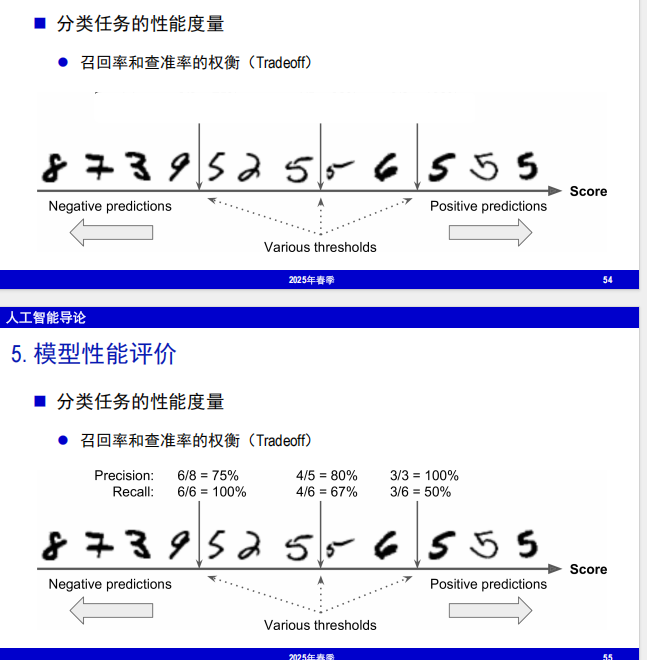 ■ 分类任务的性能度量
● 召回率和查准率的权衡（Tradeoff）
8 7 3 9 5 2 5 5 6 5 5 5
Score
Negative predictions
Positive predictions
Various thresholds
2025年春季
54
人工智能导论
5. 模型性能评价
■ 分类任务的性能度量
● 召回率和查准率的权衡（Tradeoff）
Precision: 6/8 = 75% 4/5 = 80% 3/3 = 100%
Recall: 6/6 = 100% 4/6 = 67% 3/6 = 50%
8 7 3 9 5 2 5 5 6 5 5 5
Score
Negative predictions
Positive predictions
Various thresholds
2025年春季
55